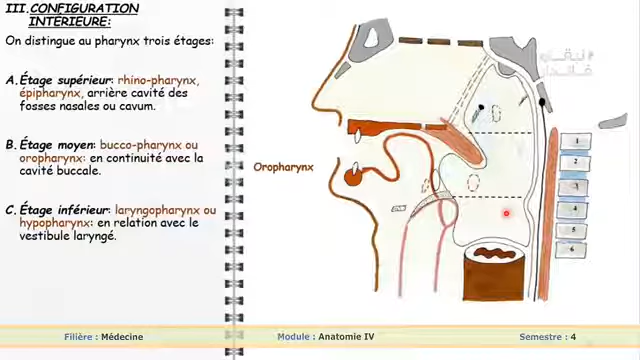 III. CONFIGURATION
INTERIEURE:
On distingue au pharynx trois étages:
A. Étage supérieur: rhino-pharynx,
épipharynx, arrière cavité des
fosses nasales ou cavum.
B. Étage moyen: bucco-pharynx ou
oropharynx: en continuité avec la
cavité buccale.
C. Étage inférieur: laryngopharynx ou
hypopharynx: en relation avec le
vestibule laryngé.
Oropharynx
1
2
3
4
5
6
Filière : Médecine
Module : Anatomie IV
Semestre : 4